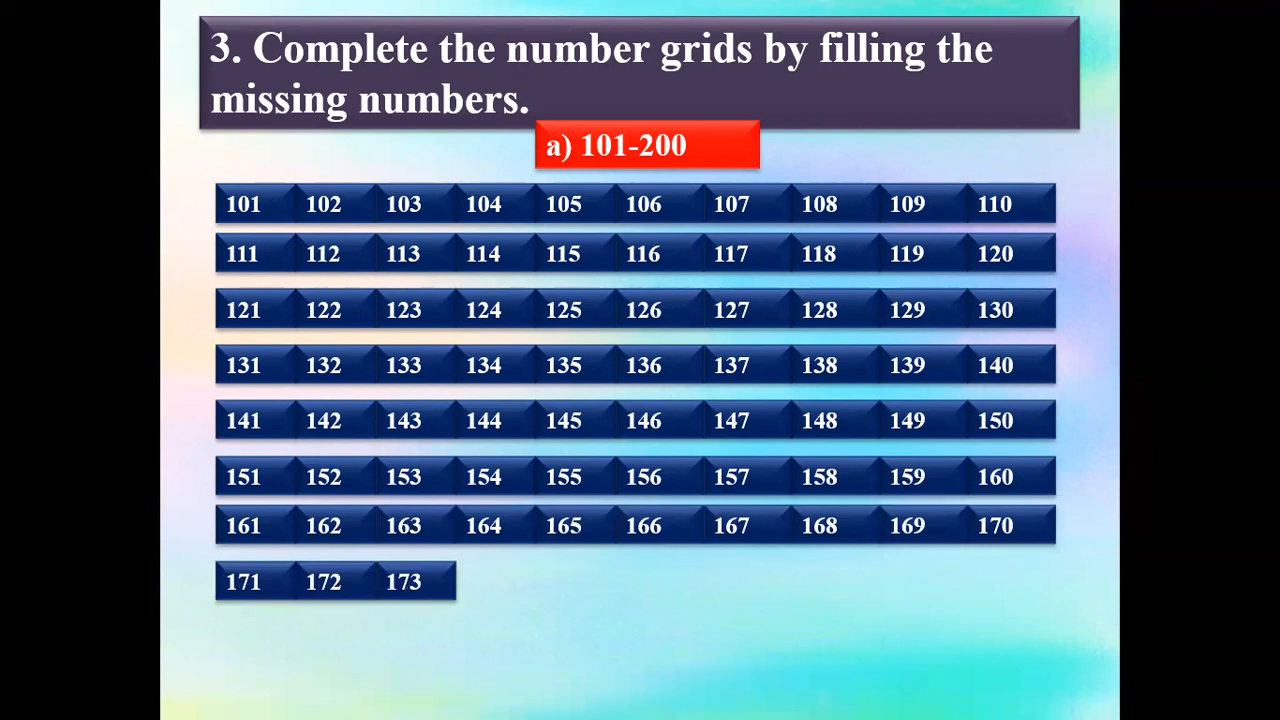 3. Complete the number grids by filling the
missing numbers.
a) 101-200
101 102 103 104 105 106 107 108 109 110
111 112 113 114 115 116 117 118 119 120
121 122 123 124 125 126 127 128 129 130
131 132 133 134 135 136 137 138 139 140
141 142 143 144 145 146 147 148 149 150
151 152 153 154 155 156 157 158 159 160
161 162 163 164 165 166 167 168 169 170
171 172 173